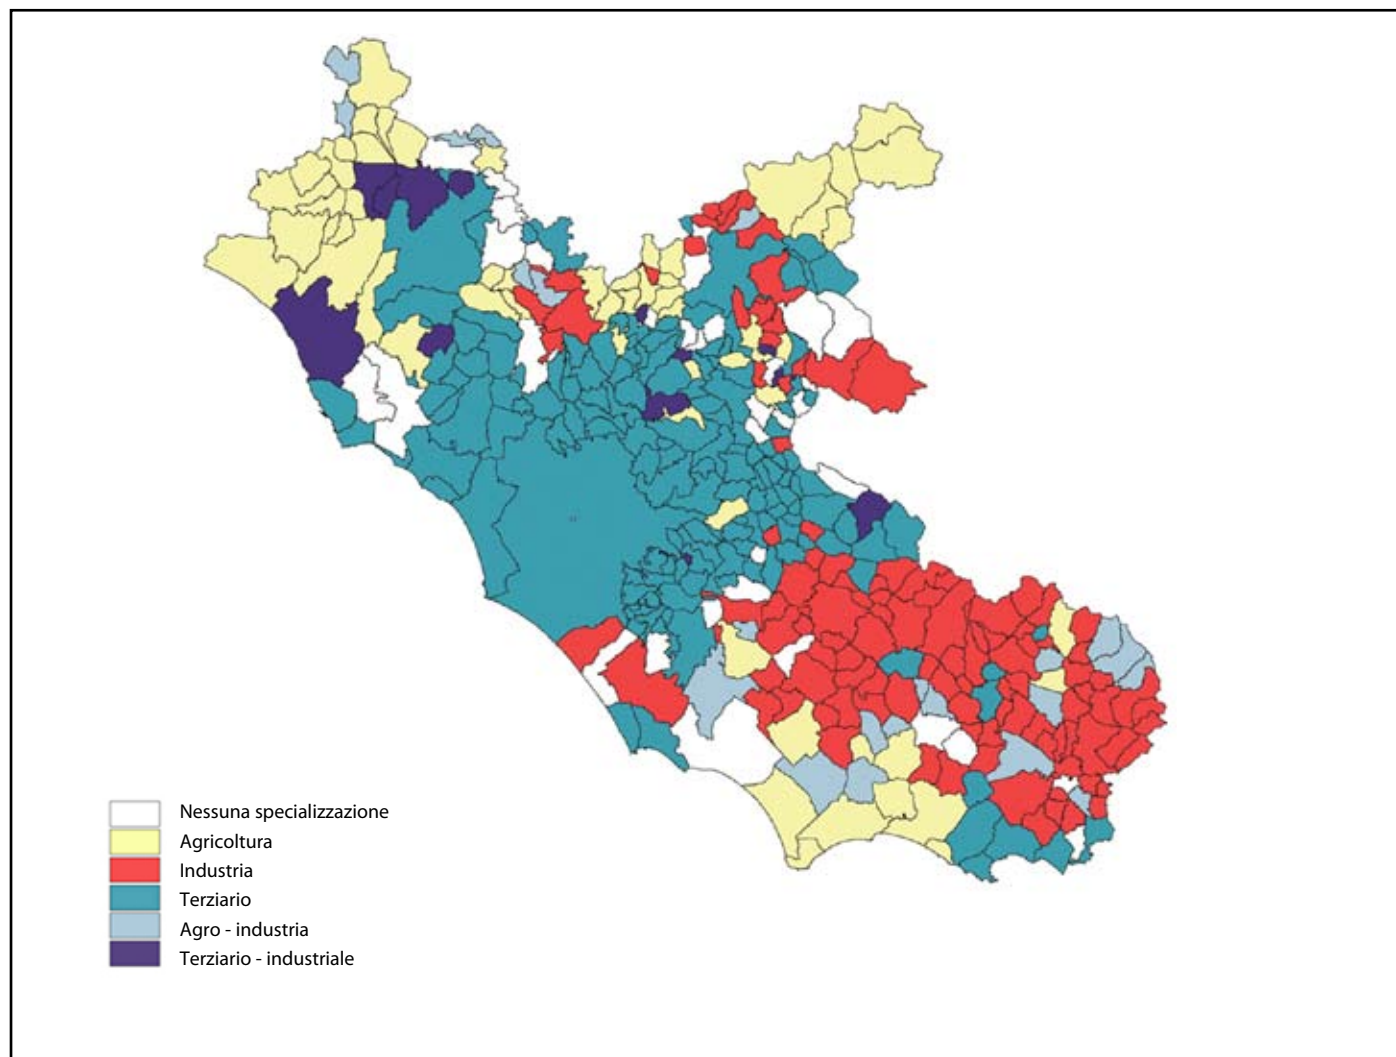 Nessuna specializzazione
Agricoltura
Industria
Terziario
Agro - industria
Terziario - industriale